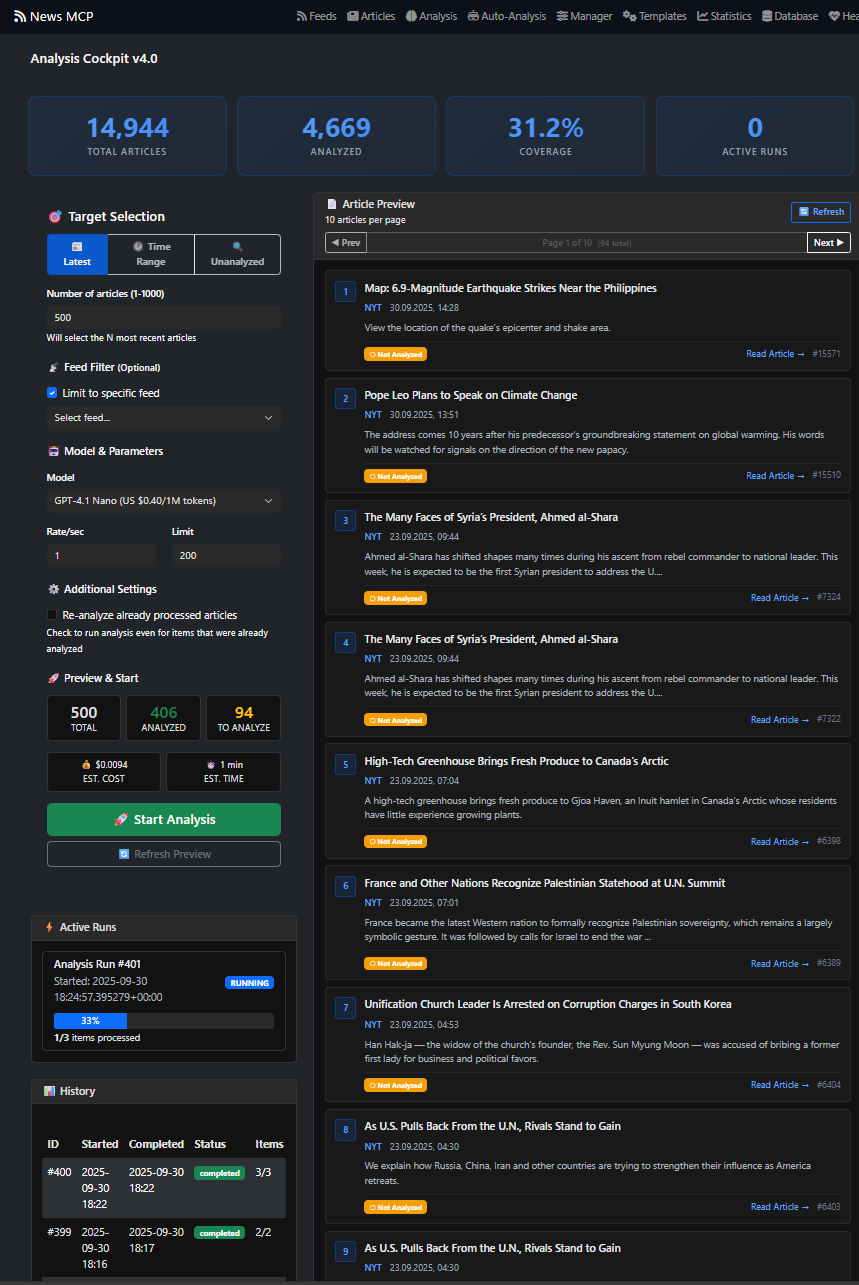 News MCP
Feeds Articles Analysis Auto-Analysis Manager Templates Statistics Database Hea
Analysis Cockpit v4.0
14,944
TOTAL ARTICLES
4,669
ANALYZED
31.2%
COVERAGE
0
ACTIVE RUNS
Target Selection
Latest
Time
Range
Unanalyzed
Number of articles (1-1000)
500
Will select the N most recent articles
Feed Filter (Optional)
Limit to specific feed
Select feed...
Model & Parameters
Model
GPT-4.1 Nano (US $0.40/1M tokens)
Rate/sec Limit
1 200
Additional Settings
Re-analyze already processed articles
Check to run analysis even for items that were already
analyzed
Preview & Start
500
TOTAL
406
ANALYZED
94
TO ANALYZE
$0.0094
EST. COST
1 min
EST. TIME
Start Analysis
Refresh Preview
Active Runs
Analysis Run #401
Started: 2025-09-30
18:24:57.395279+00:00
RUNNING
33%
1/3 items processed
History
ID Started Completed Status Items
#400 2025-09-30 18:22 2025-09-30 18:22 completed 3/3
#399 2025-09-30 18:16 2025-09-30 18:17 completed 2/2
Article Preview
10 articles per page
Refresh
◀ Prev
Page 1 of 10 (94 total)
Next ▶
1
Map: 6.9-Magnitude Earthquake Strikes Near the Philippines
NYT 30.09.2025, 14:28
View the location of the quake's epicenter and shake area.
Not Analyzed
Read Article → #15571
2
Pope Leo Plans to Speak on Climate Change
NYT 30.09.2025, 13:51
The address comes 10 years after his predecessor's groundbreaking statement on global warming. His words
will be watched for signals on the direction of the new papacy.
Not Analyzed
Read Article → #15510
3
The Many Faces of Syria's President, Ahmed al-Shara
NYT 23.09.2025, 09:44
Ahmed al-Shara has shifted shapes many times during his ascent from rebel commander to national leader. This
week, he is expected to be the first Syrian president to address the U....
Not Analyzed
Read Article → #7324
4
The Many Faces of Syria's President, Ahmed al-Shara
NYT 23.09.2025, 09:44
Ahmed al-Shara has shifted shapes many times during his ascent from rebel commander to national leader. This
week, he is expected to be the first Syrian president to address the U....
Not Analyzed
Read Article → #7322
5
High-Tech Greenhouse Brings Fresh Produce to Canada's Arctic
NYT 23.09.2025, 07:04
A high-tech greenhouse brings fresh produce to Gjoa Haven, an Inuit hamlet in Canada's Arctic whose residents
have little experience growing plants.
Not Analyzed
Read Article → #6398
6
France and Other Nations Recognize Palestinian Statehood at U.N. Summit
NYT 23.09.2025, 07:01
France became the latest Western nation to formally recognize Palestinian sovereignty, which remains a largely
symbolic gesture. It was followed by calls for Israel to end the war ...
Not Analyzed
Read Article → #6389
7
Unification Church Leader Is Arrested on Corruption Charges in South Korea
NYT 23.09.2025, 04:53
Han Hak-ja — the widow of the church's founder, the Rev. Sun Myung Moon — was accused of bribing a former
first lady for business and political favors.
Not Analyzed
Read Article → #6404
8
As U.S. Pulls Back From the U.N., Rivals Stand to Gain
NYT 23.09.2025, 04:30
We explain how Russia, China, Iran and other countries are trying to strengthen their influence as America
retreats.
Not Analyzed
Read Article → #6403
9
As U.S. Pulls Back From the U.N., Rivals Stand to Gain
NYT 23.09.2025, 04:30